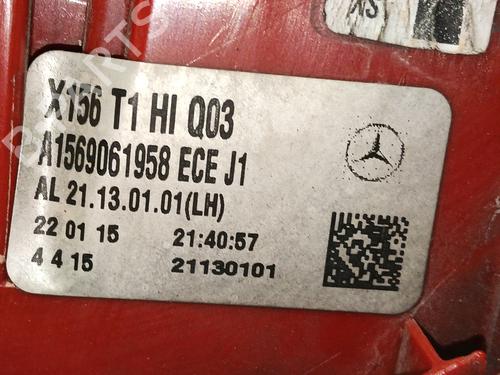 X156 T1 HI Q03
A1569061958 ECE J1
AL 21.13.01.01(LH)
22 01 15 21:40:57
4 4 15 21130101